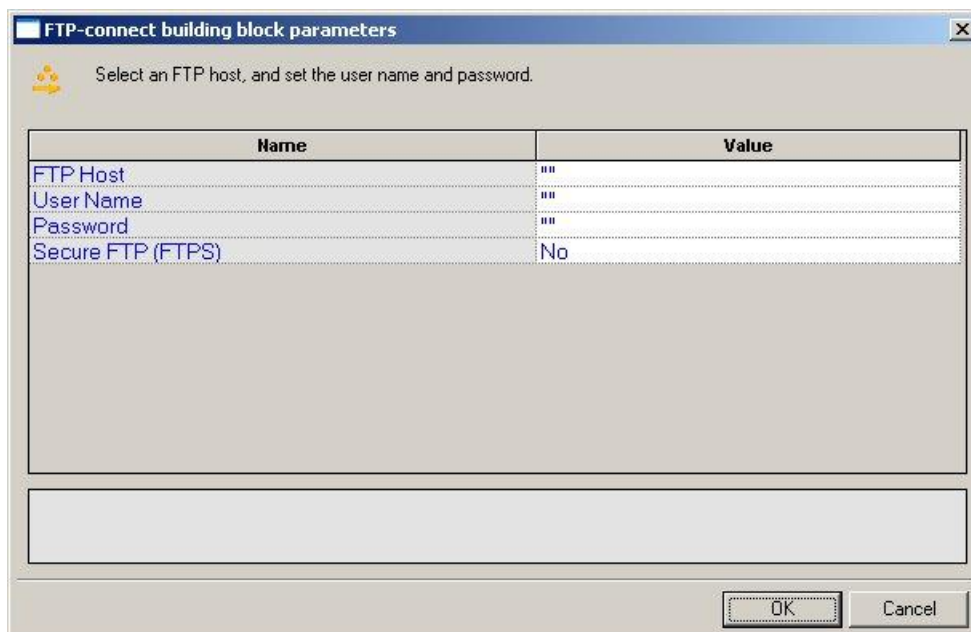 FTP-connect building block parameters
Select an FTP host, and set the user name and password.
Name Value
FTP Host ""
User Name ""
Password ""
Secure FTP (FTPS) No
OK Cancel